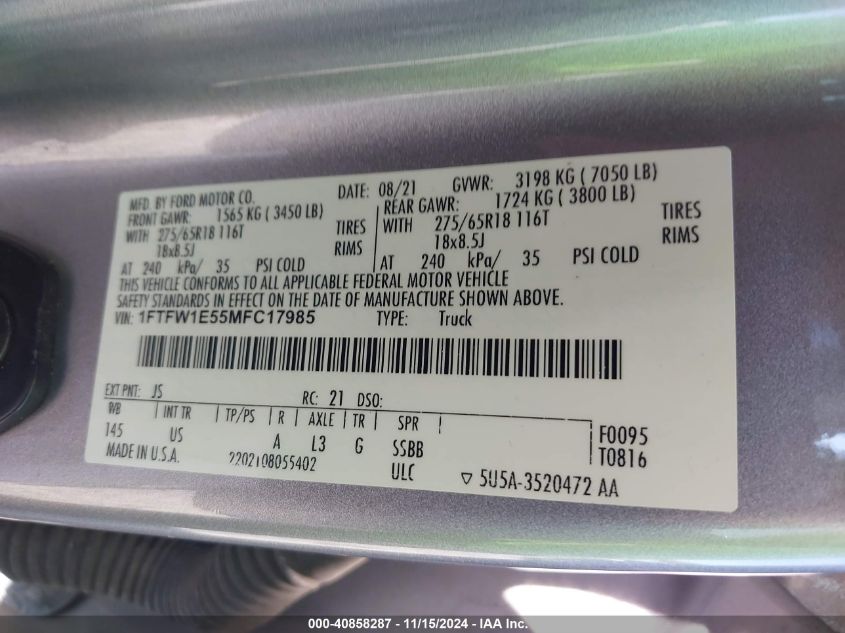 MFD. BY FORD MOTOR CO. DATE: 08/21 GVWR: 3198 KG ( 7050 LB)
FRONT GAWR: 1565 KG ( 3450 LB) REAR GAWR: 1724 KG ( 3800 LB)
WITH 275/65R18 116T TIRES WITH 275/65R18 116T TIRES
18x8.5J RIMS 18x8.5J RIMS
AT 240 kPa/ 35 PSI COLD AT 240 kPa/ 35 PSI COLD
THIS VEHICLE CONFORMS TO ALL APPLICABLE FEDERAL MOTOR VEHICLE
SAFETY STANDARDS IN EFFECT ON THE DATE OF MANUFACTURE SHOWN ABOVE.
VIN: 1FTFW1E55MFC17985 TYPE: Truck
EXT PNT: JS RC: 21 DSO:
WB INT TR TP/PS R AXLE TR SPR
145 US A L3 G SSBB F0095
MADE IN U.S.A. 2202108055402 ULC T0816
5U5A-3520472 AA
000-40858287 - 11/15/2024 - IAA Inc.